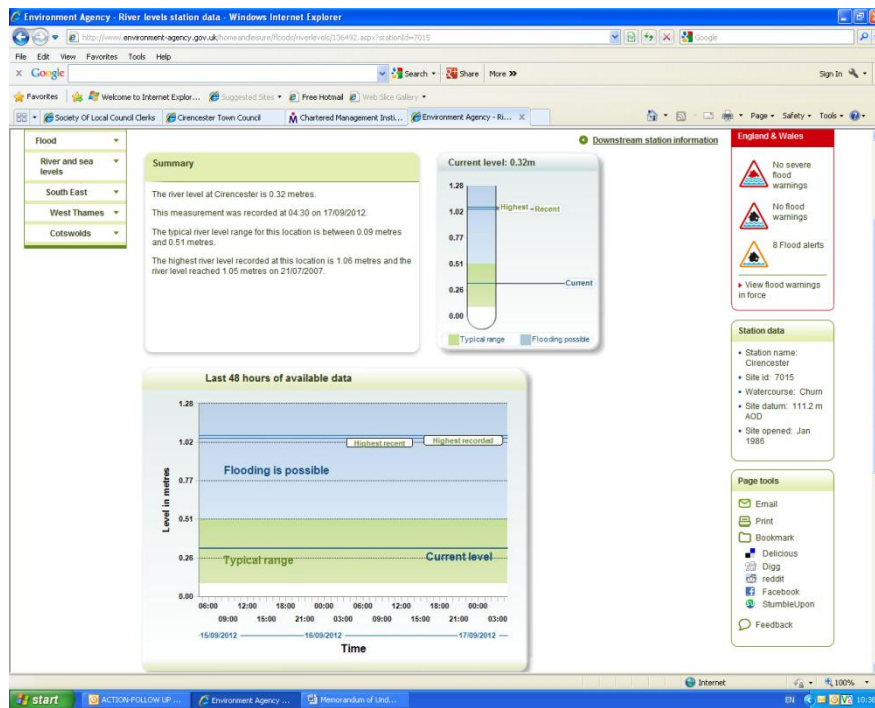 Environment Agency - River levels station data - Windows Internet Explorer
http://www.environment-agency.gov.uk/homeandleisure/floods/riverlevels/136492.aspx?stationId=7015
Google
File Edit View Favorites Tools Help
x Google Search Share More » Sign In
Favorites Welcome to Internet Explor... Suggested Sites Free Hotmail Web Slice Gallery
Society Of Local Council Clerks Cirencester Town Council Chartered Management Insti... Environment Agency - Ri... X Page Safety Tools
Flood
River and sea
levels
South East
West Thames
Cotswolds
Downstream station information
Summary
The river level at Cirencester is 0.32 metres.
This measurement was recorded at 04:30 on 17/09/2012.
The typical river level range for this location is between 0.09 metres
and 0.51 metres.
The highest river level recorded at this location is 1.06 metres and the
river level reached 1.05 metres on 21/07/2007.
Current level: 0.32m
1.28
1.02 Highest Recent
0.77
0.51
Current
0.26
0.00
Typical range Flooding possible
England & Wales
No severe
flood
warnings
No flood
warnings
8 Flood alerts
View flood warnings
in force
Station data
Station name:
Cirencester
Site id: 7015
Watercourse: Churn
Site datum: 111.2 m
AOD
Site opened: Jan
1986
Page tools
Email
Print
Bookmark
Delicious
Digg
reddit
Facebook
StumbleUpon
Feedback
Last 48 hours of available data
Level in metres
1.28
1.02 Highest recent Highest recorded
Flooding is possible
0.77
0.51
0.26 Typical range Current level
0.00
06:00 12:00 18:00 00:00 06:00 12:00 18:00 00:00
09:00 15:00 21:00 03:00 09:00 15:00 21:00 03:00
15/09/2012 16/09/2012 17/09/2012
Time
Internet 100%
start ACTION-FOLLOW UP ... Environment Agency ... Memorandum of Und... EN